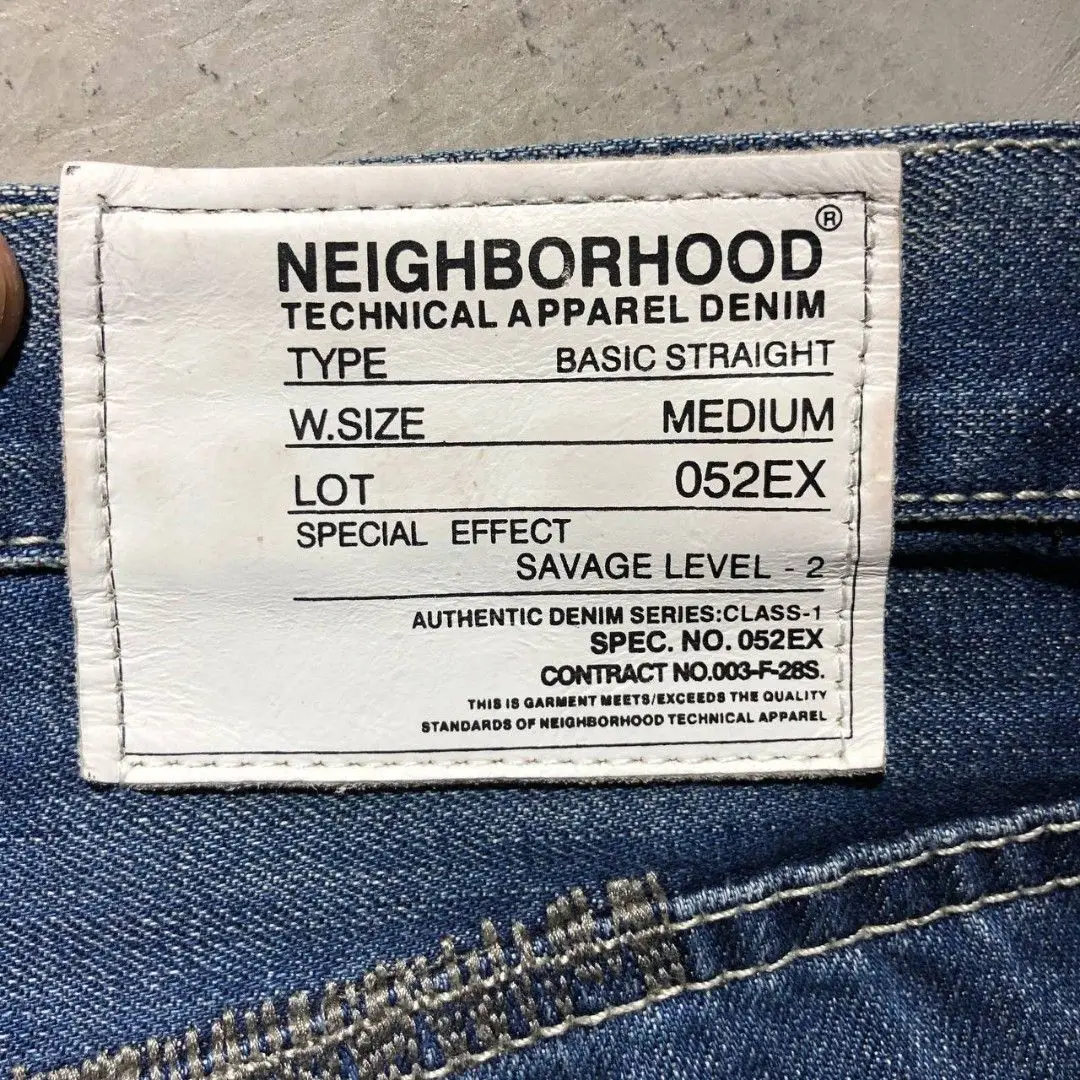 NEIGHBORHOOD®
TECHNICAL APPAREL DENIM
TYPE BASIC STRAIGHT
W.SIZE MEDIUM
LOT 052EX
SPECIAL EFFECT
SAVAGE LEVEL - 2
AUTHENTIC DENIM SERIES:CLASS-1
SPEC. NO. 052EX
CONTRACT NO.003-F-28S.
THIS IS GARMENT MEETS/EXCEEDS THE QUALITY
STANDARDS OF NEIGHBORHOOD TECHNICAL APPAREL